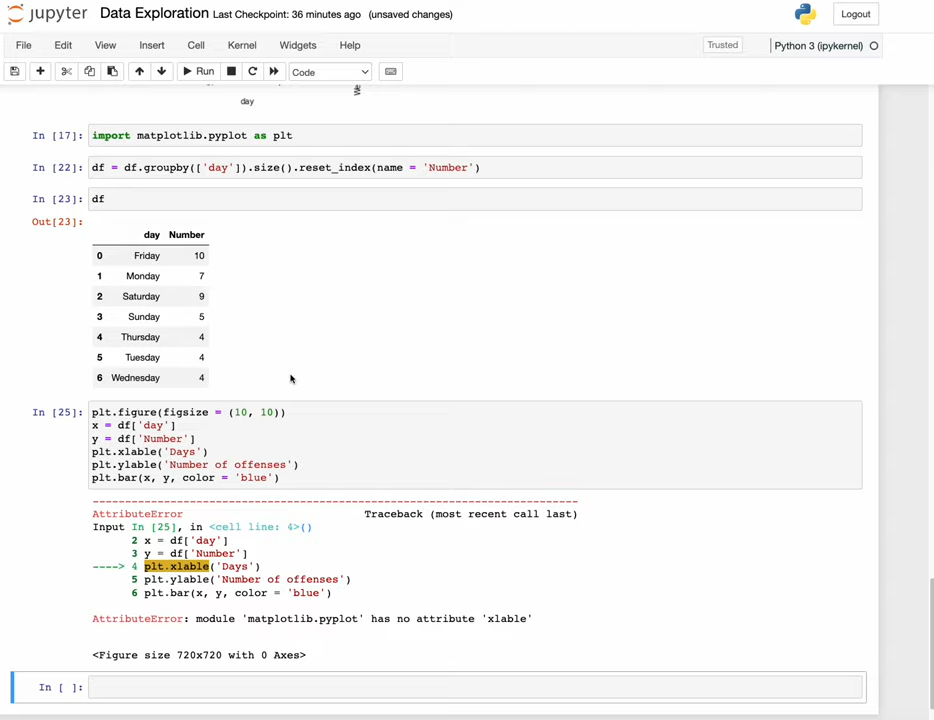 jupyter Data Exploration Last Checkpoint: 36 minutes ago (unsaved changes) Logout
File Edit View Insert Cell Kernel Widgets Help Trusted Python 3 (ipykernel)
Run Code
day
In [17]: import matplotlib.pyplot as plt
In [22]: df = df.groupby(['day']).size().reset_index(name = 'Number')
In [23]: df
Out[23]:
day Number
0 Friday 10
1 Monday 7
2 Saturday 9
3 Sunday 5
4 Thursday 4
5 Tuesday 4
6 Wednesday 4
In [25]: plt.figure(figsize = (10, 10))
x = df['day']
y = df['Number']
plt.xlable('Days')
plt.ylable('Number of offenses')
plt.bar(x, y, color = 'blue')
---------------------------------------------------------------------------
AttributeError Traceback (most recent call last)
Input In [25], in <cell line: 4>()
2 x = df['day']
3 y = df['Number']
----> 4 plt.xlable('Days')
5 plt.ylable('Number of offenses')
6 plt.bar(x, y, color = 'blue')
AttributeError: module 'matplotlib.pyplot' has no attribute 'xlable'
<Figure size 720x720 with 0 Axes>
In [ ]: